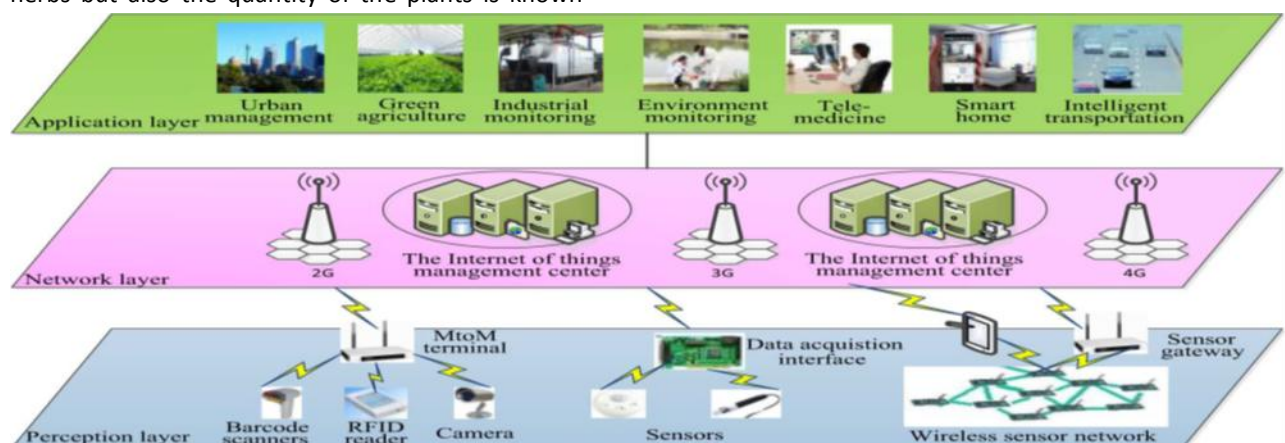 herbs but also the quantity of the plants is known
Urban
management
Green
agriculture
Industrial
monitoring
Environment
monitoring
Tele-
medicine
Smart
home
Intelligent
transportation
Application layer
2G
The Internet of things
management center
3G
The Internet of things
management center
4G
Network layer
MtoM
terminal
Data acquistion
interface
Sensor
gateway
Barcode
scanners
RFID
reader
Camera
Sensors
Wireless sensor network
Perception layer